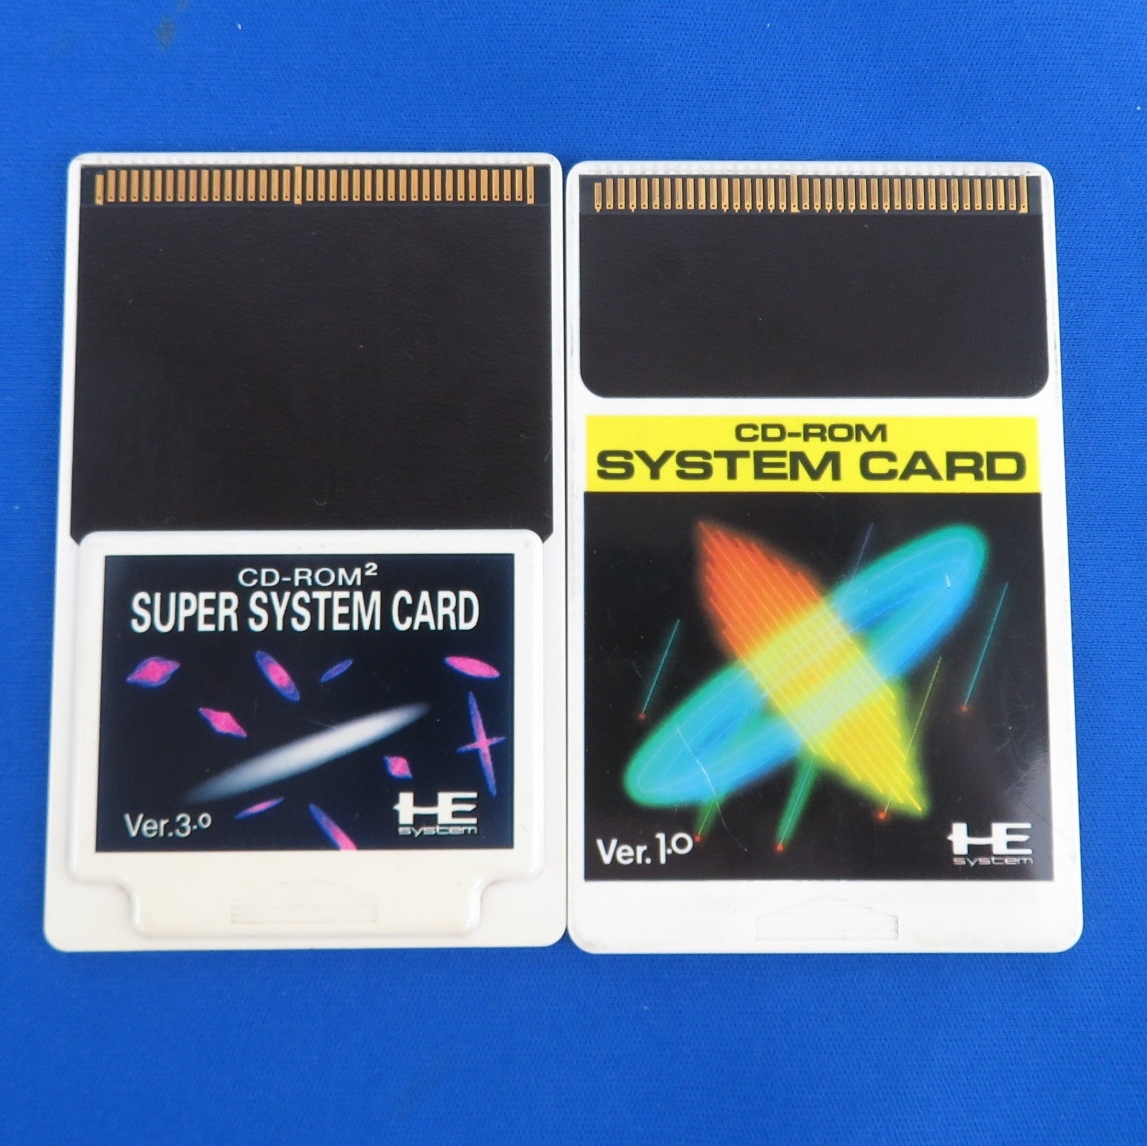 CD-ROM²
SUPER SYSTEM CARD
Ver.3.0
HE
system
CD-ROM
SYSTEM CARD
Ver.1.0
HE
system